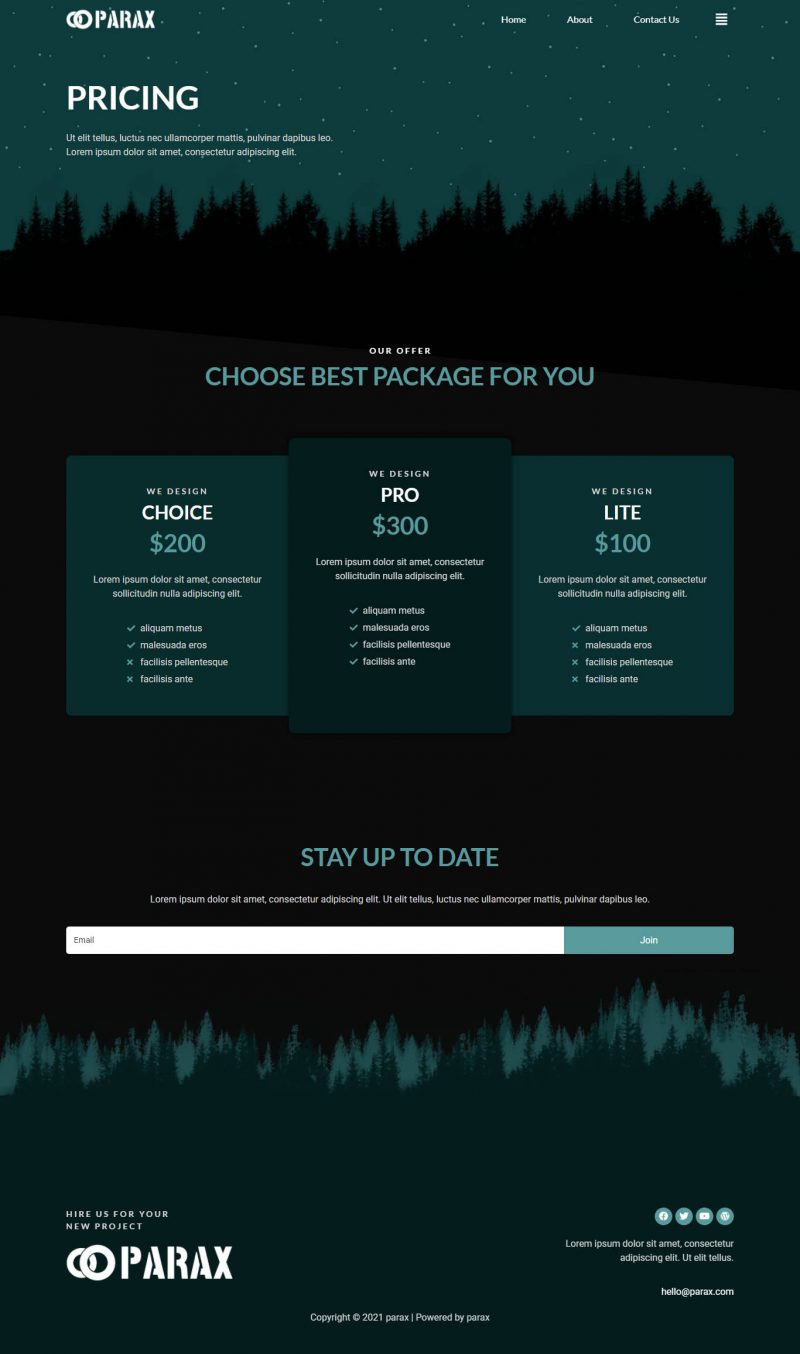 PARAX
Home
About
Contact Us
PRICING
Ut elit tellus, luctus nec ullamcorper mattis, pulvinar dapibus leo.
Lorem ipsum dolor sit amet, consectetur adipiscing elit.
OUR OFFER
CHOOSE BEST PACKAGE FOR YOU
WE DESIGN
CHOICE
$200
Lorem ipsum dolor sit amet, consectetur
sollicitudin nulla adipiscing elit.
aliquam metus
malesuada eros
facilisis pellentesque
facilisis ante
WE DESIGN
PRO
$300
Lorem ipsum dolor sit amet, consectetur
sollicitudin nulla adipiscing elit.
aliquam metus
malesuada eros
facilisis pellentesque
facilisis ante
WE DESIGN
LITE
$100
Lorem ipsum dolor sit amet, consectetur
sollicitudin nulla adipiscing elit.
aliquam metus
malesuada eros
facilisis pellentesque
facilisis ante
STAY UP TO DATE
Lorem ipsum dolor sit amet, consectetur adipiscing elit. Ut elit tellus, luctus nec ullamcorper mattis, pulvinar dapibus leo.
Email
Join
HIRE US FOR YOUR
NEW PROJECT
PARAX
Lorem ipsum dolor sit amet, consectetur
adipiscing elit. Ut elit tellus.
hello@parax.com
Copyright © 2021 parax | Powered by parax